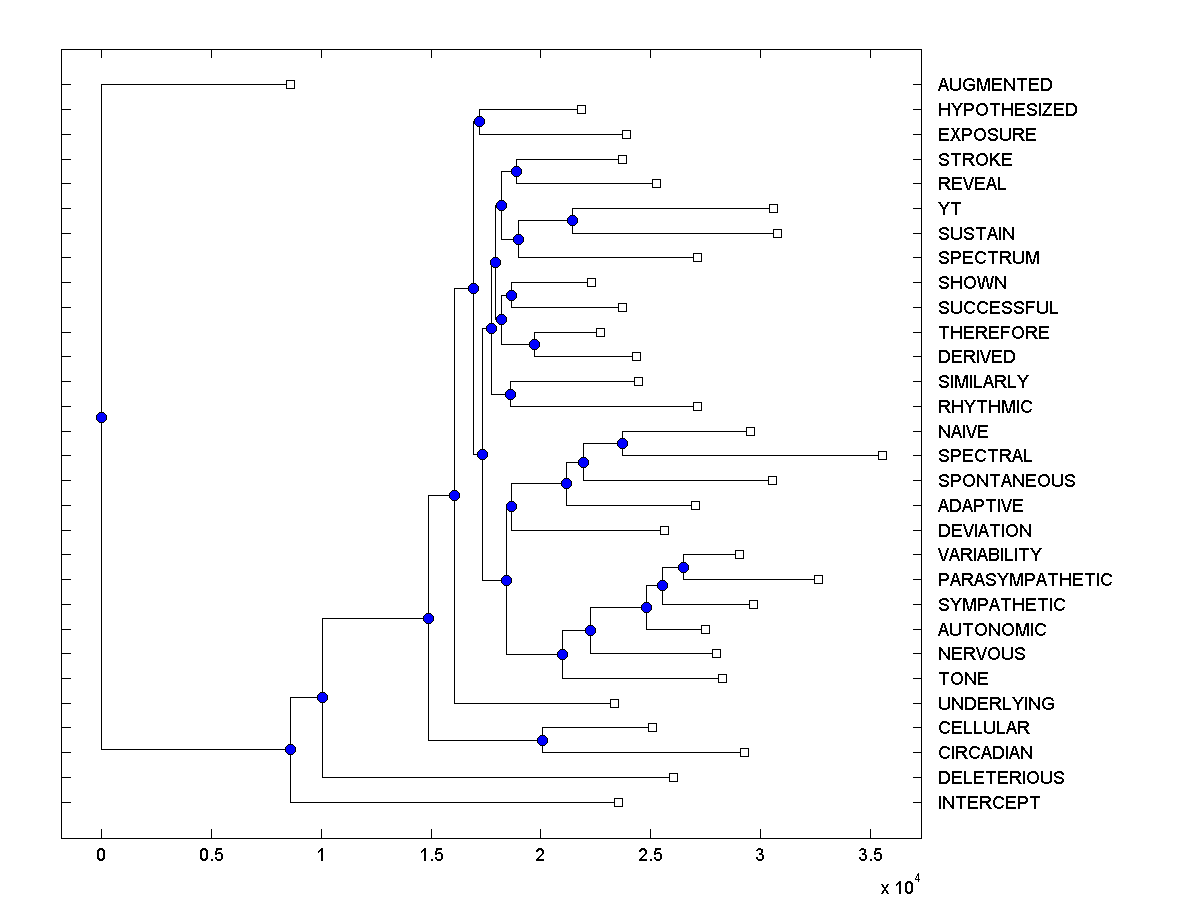 AUGMENTED
HYPOTHESIZED
EXPOSURE
STROKE
REVEAL
YT
SUSTAIN
SPECTRUM
SHOWN
SUCCESSFUL
THEREFORE
DERIVED
SIMILARLY
RHYTHMIC
NAIVE
SPECTRAL
SPONTANEOUS
ADAPTIVE
DEVIATION
VARIABILITY
PARASYMPATHETIC
SYMPATHETIC
AUTONOMIC
NERVOUS
TONE
UNDERLYING
CELLULAR
CIRCADIAN
DELETERIOUS
INTERCEPT
0 0.5 1 1.5 2 2.5 3 3.5
x 10^4